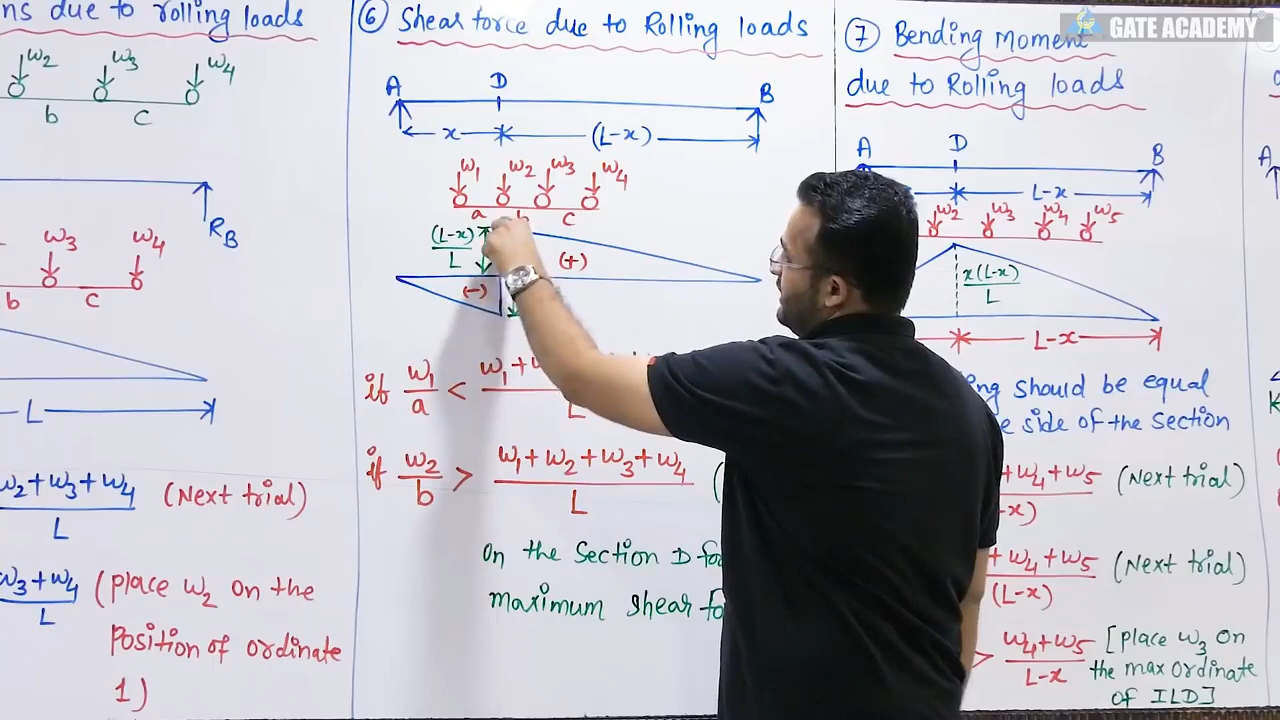 ns due to rolling loads
w2 w3 w4
b c
RB
w3 w4
b c
L
w2+w3+w4 (Next trial)
L
w3+w4 (place w2 on the
L
Position of ordinate
1)
⑥ Shear force due to Rolling loads
A D B
x (L-x)
w1 w2 w3 w4
a b c
(L-x)
L
(+)
(-)
if w1/a < w1+w
L
if w2/b > w1+w2+w3+w4
L
On the Section D fo
maximum shear fo
⑦ Bending moment
due to Rolling loads
A D B
L-x
w2 w3 w4 w5
x(L-x)
L
L-x
ng should be equal
e side of the section
+w4+w5 (Next trial)
-x)
+w4+w5 (Next trial)
(L-x)
> w4+w5 [place w3 on
L-x the max ordinate
of ILD]
A
GATE ACADEMY